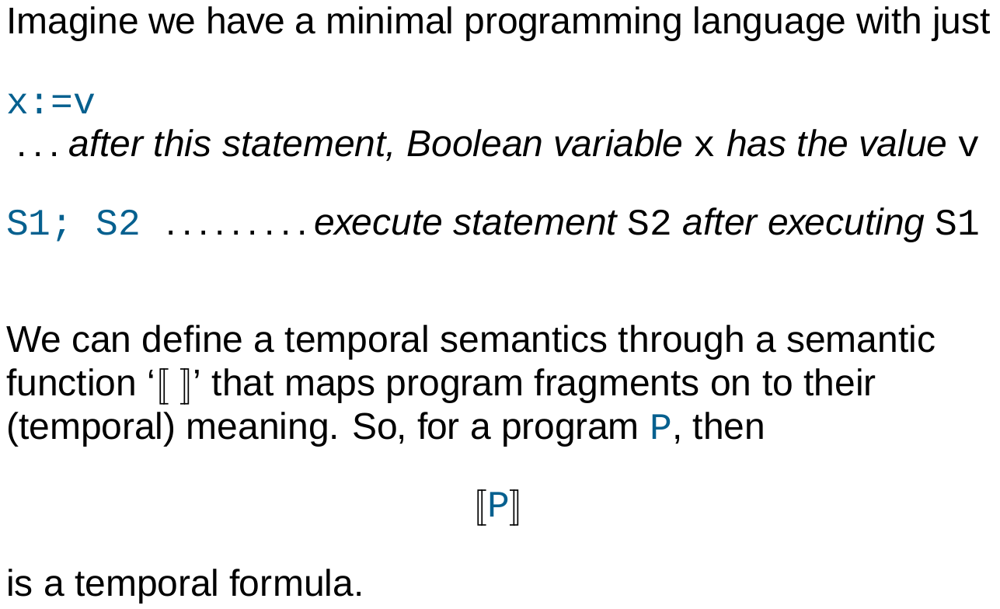 Imagine we have a minimal programming language with just
x:=v
... after this statement, Boolean variable x has the value v
S1; S2 ......... execute statement S2 after executing S1
We can define a temporal semantics through a semantic
function ‘⟦ ⟧’ that maps program fragments on to their
(temporal) meaning. So, for a program P, then
⟦P⟧
is a temporal formula.